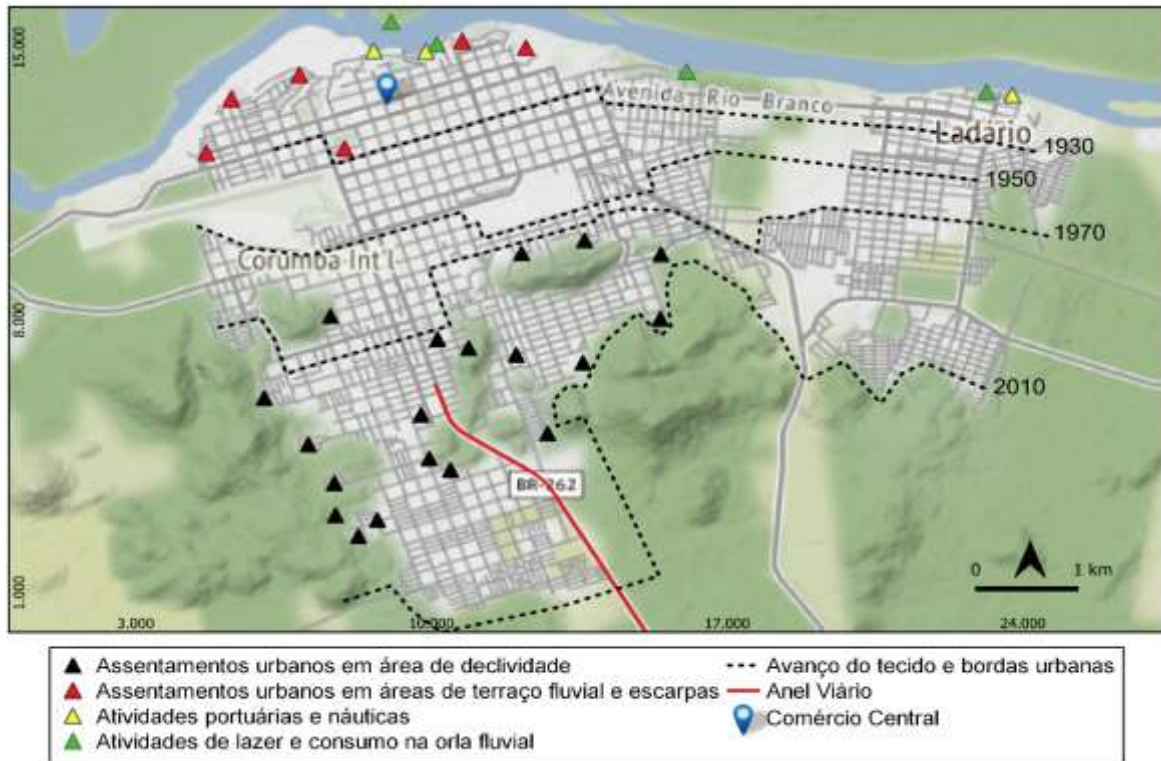 15.000
Avenida Rio Branco
Ladário
1930
1950
1970
Corumba Int'l
8.000
2010
BR-262
0 1 km
1.000
3.000 10.000 17.000 24.000
Assentamentos urbanos em área de declividade
Assentamentos urbanos em áreas de terraço fluvial e escarpas
Atividades portuárias e náuticas
Atividades de lazer e consumo na orla fluvial
Avanço do tecido e bordas urbanas
Anel Viário
Comércio Central